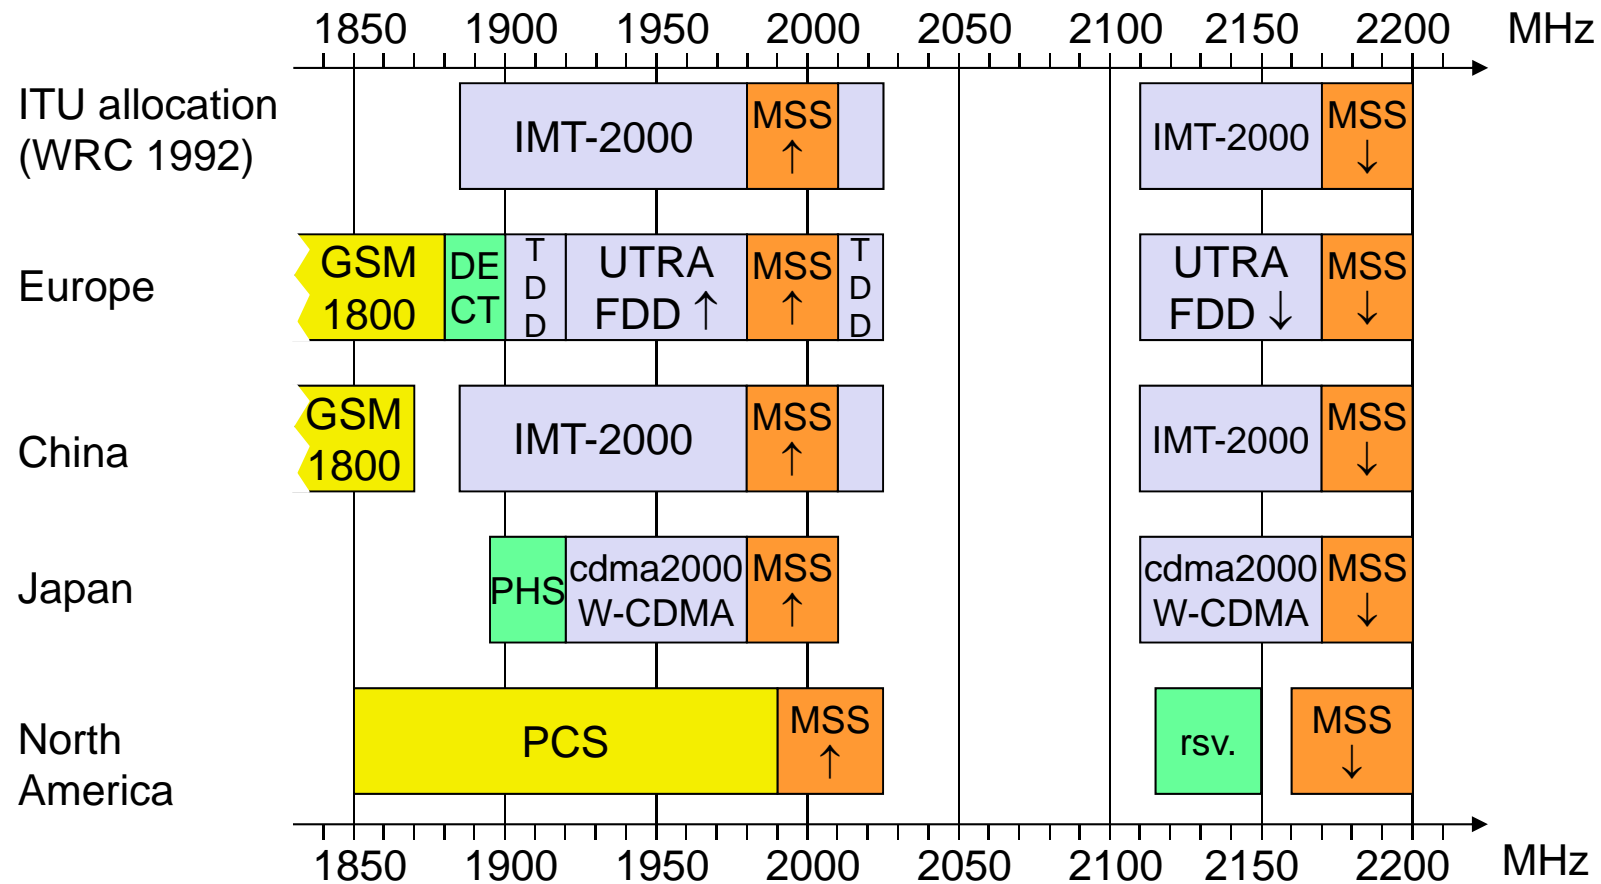 1850 1900 1950 2000 2050 2100 2150 2200 MHz
ITU allocation
(WRC 1992)
IMT-2000
MSS
↑
IMT-2000
MSS
↓
Europe
GSM
1800
DE
CT
T
D
D
UTRA
FDD ↑
MSS
↑
T
D
D
UTRA
FDD ↓
MSS
↓
China
GSM
1800
IMT-2000
MSS
↑
IMT-2000
MSS
↓
Japan
PHS
cdma2000
W-CDMA
MSS
↑
cdma2000
W-CDMA
MSS
↓
North
America
PCS
MSS
↑
rsv.
MSS
↓
1850 1900 1950 2000 2050 2100 2150 2200 MHz